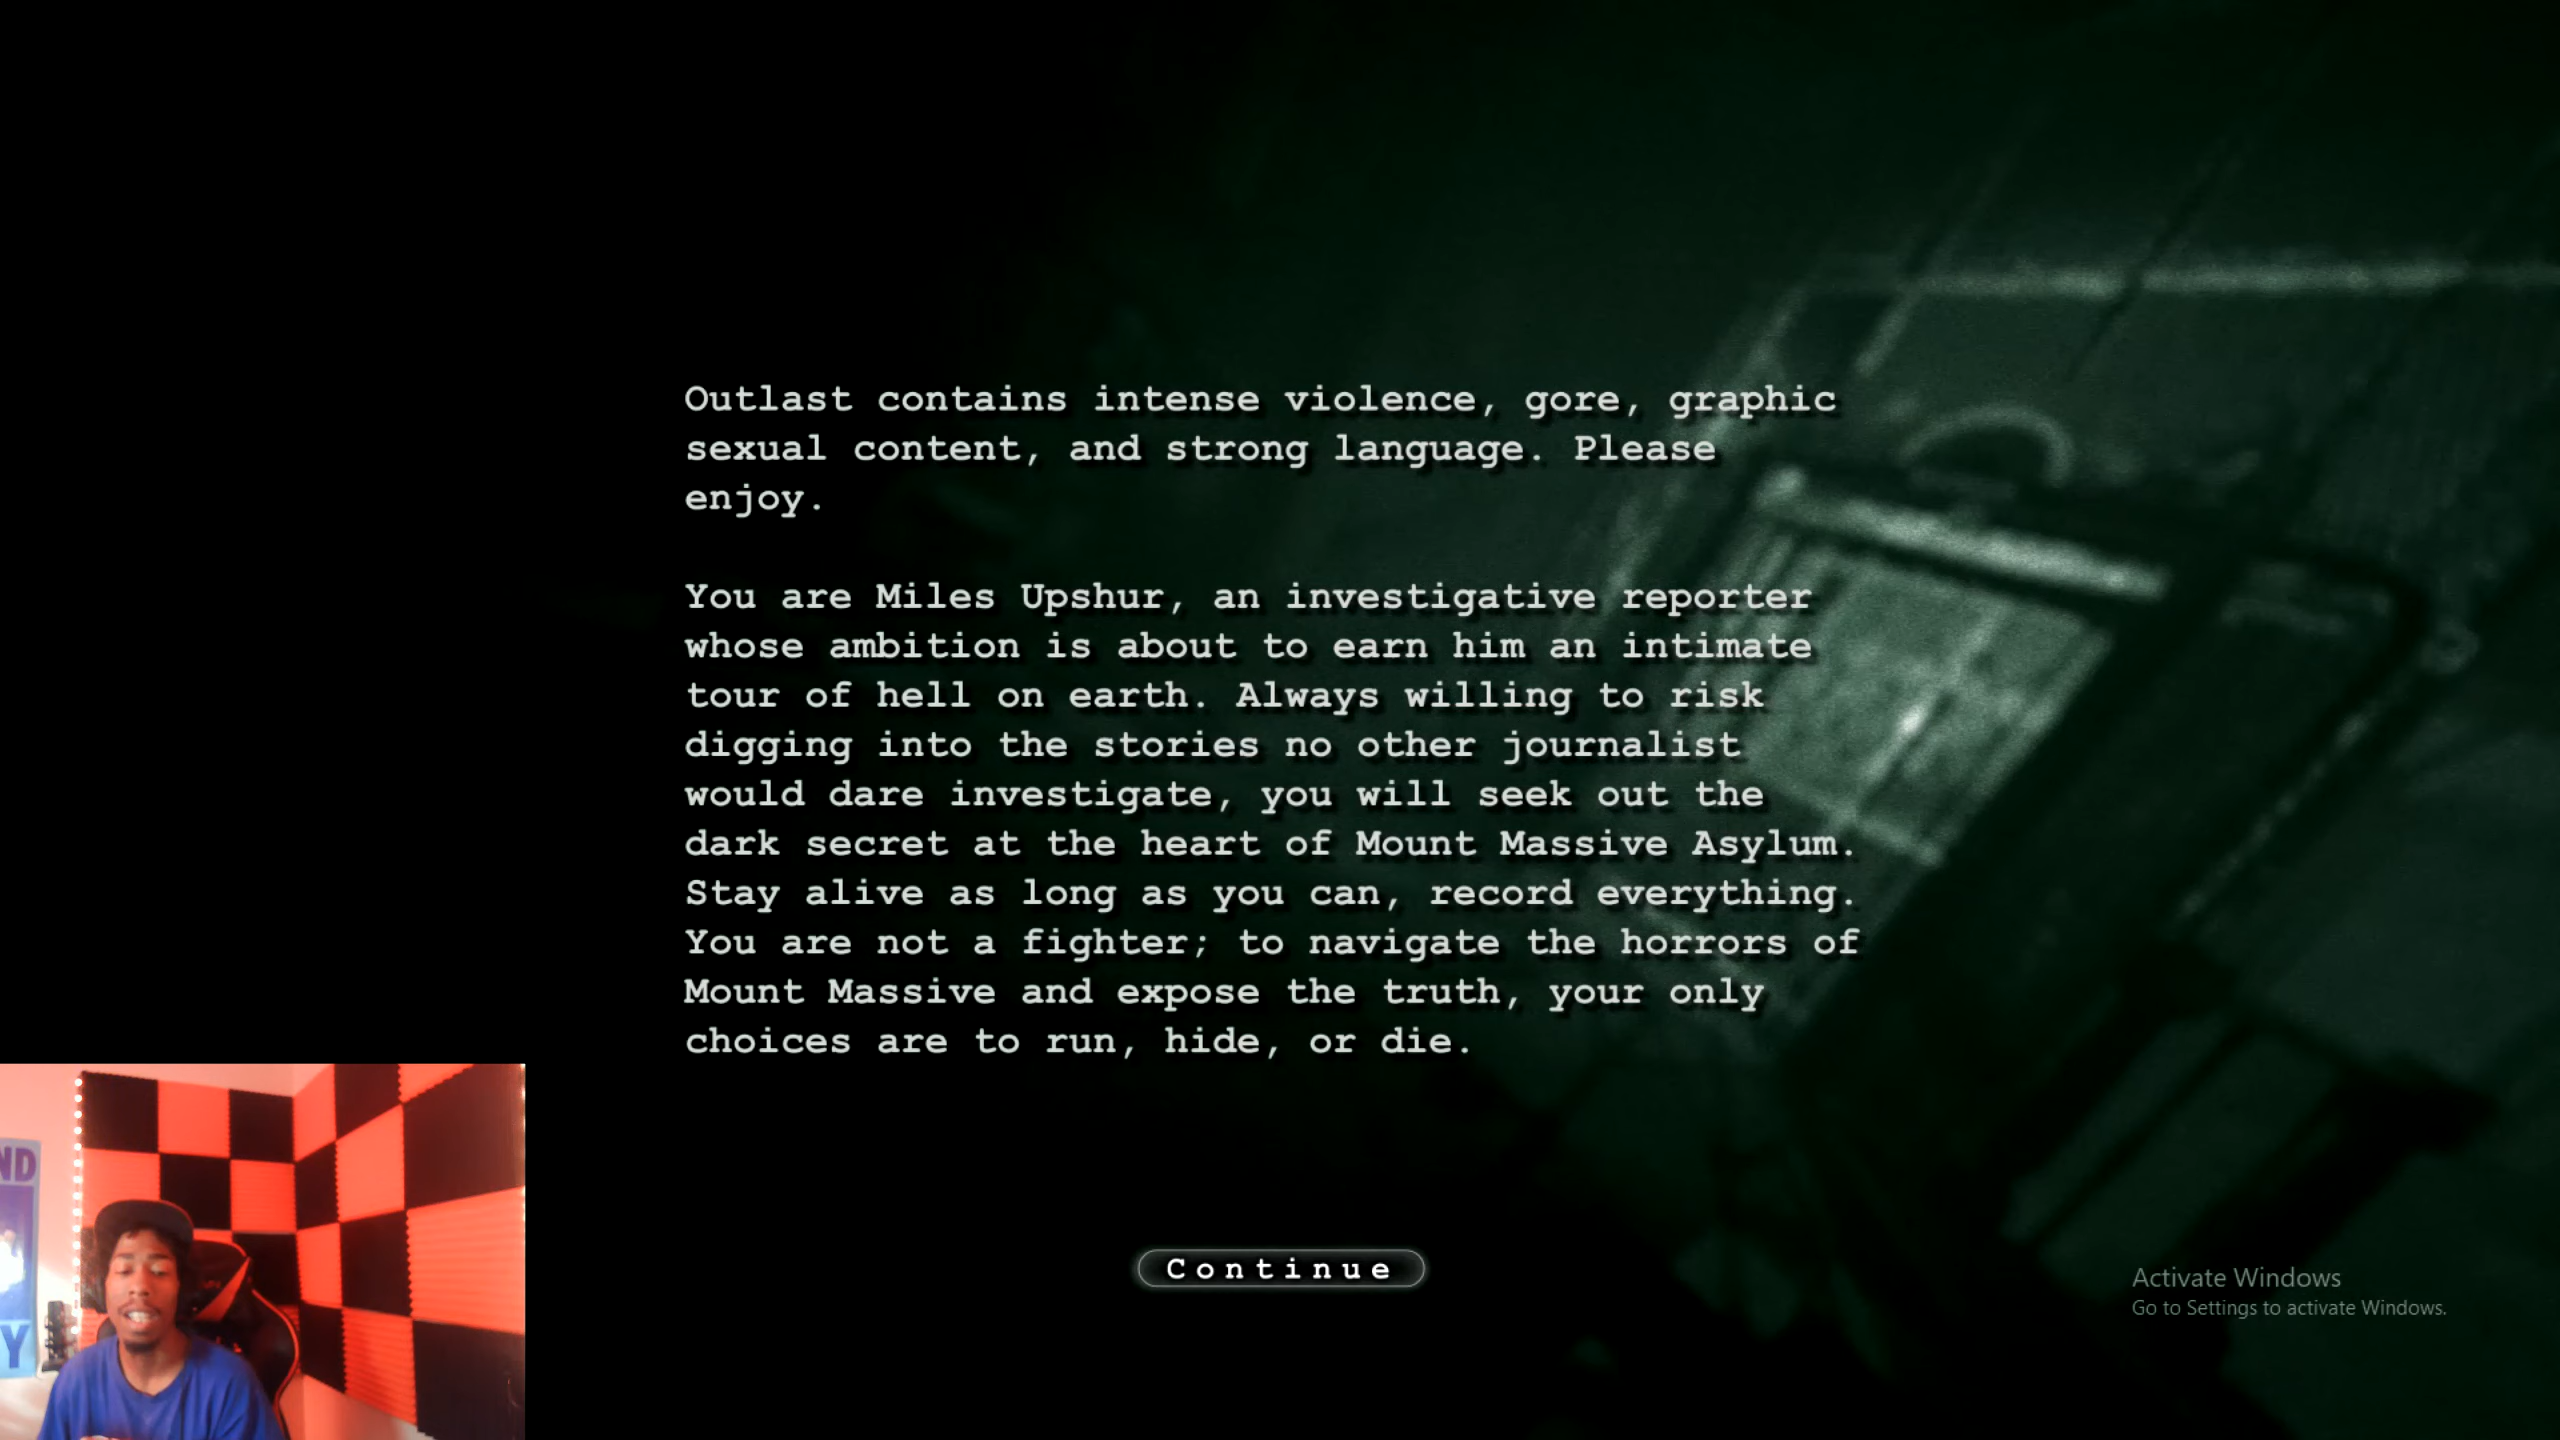 Outlast contains intense violence, gore, graphic
sexual content, and strong language. Please
enjoy.
You are Miles Upshur, an investigative reporter
whose ambition is about to earn him an intimate
tour of hell on earth. Always willing to risk
digging into the stories no other journalist
would dare investigate, you will seek out the
dark secret at the heart of Mount Massive Asylum.
Stay alive as long as you can, record everything.
You are not a fighter; to navigate the horrors of
Mount Massive and expose the truth, your only
choices are to run, hide, or die.
Continue
Activate Windows
Go to Settings to activate Windows.
ND
Y